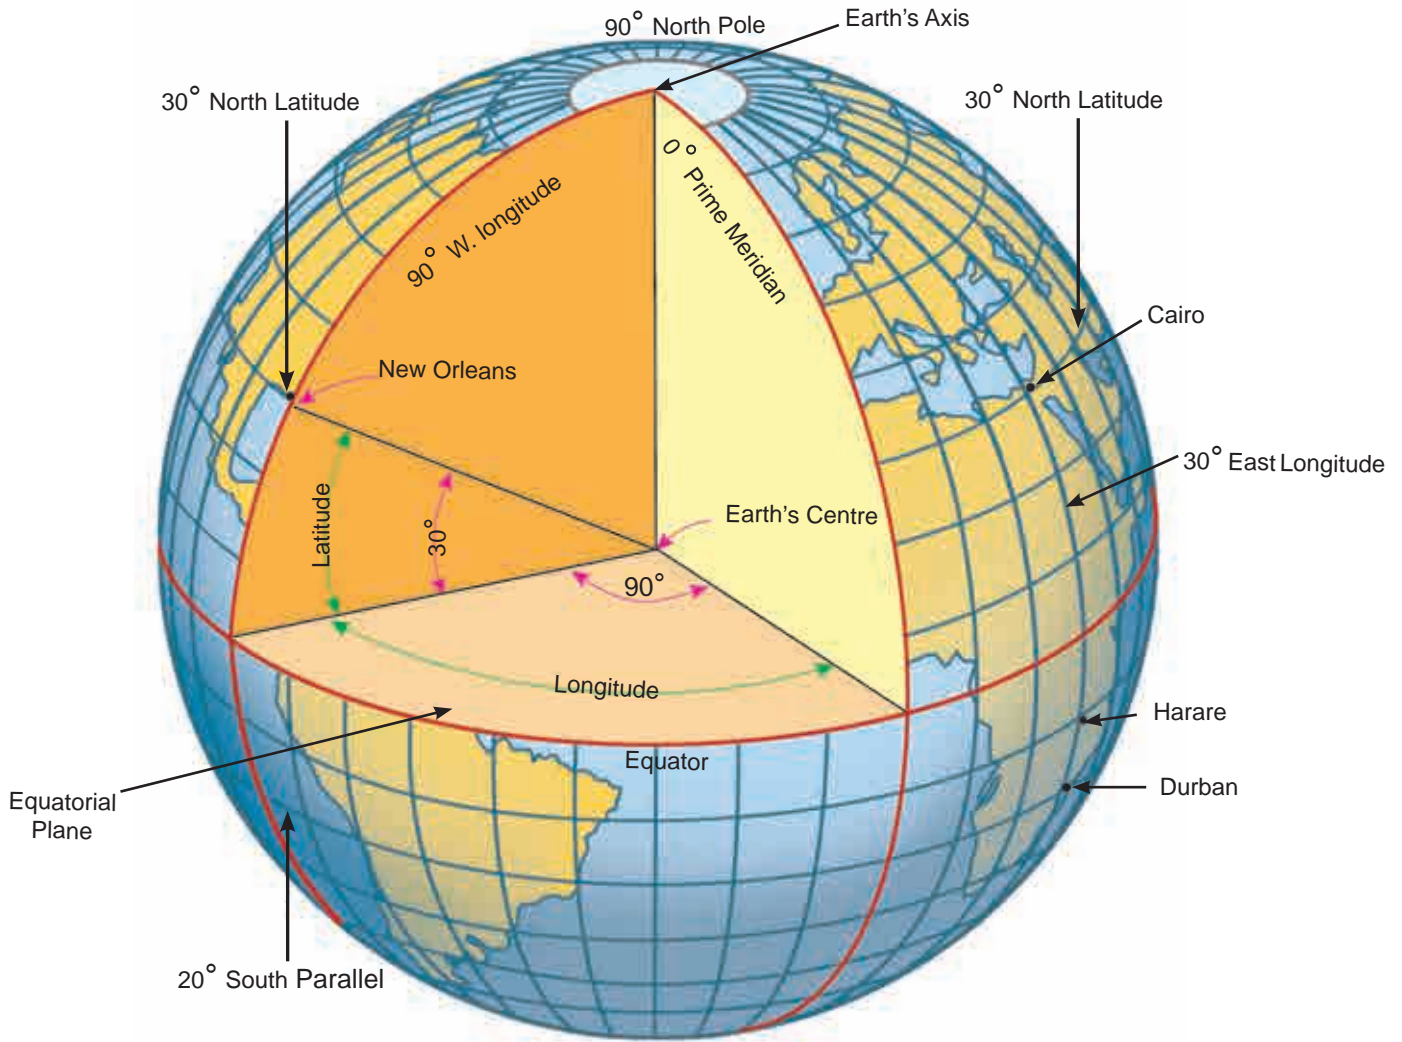 90° North Pole
Earth's Axis
30° North Latitude
30° North Latitude
0° Prime Meridian
90° W. longitude
Cairo
New Orleans
30° East Longitude
Latitude
30°
Earth's Centre
90°
Longitude
Harare
Equator
Durban
Equatorial
Plane
20° South Parallel